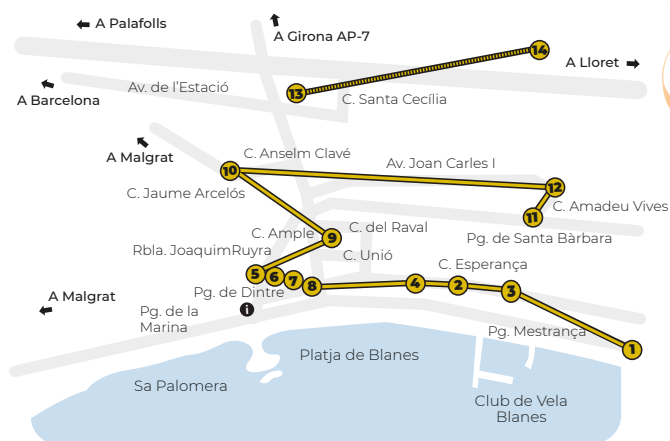 A Palafolls
A Girona AP-7
14
A Lloret
Av. de l'Estació
13
A Barcelona
C. Santa Cecília
A Malgrat
C. Anselm Clavé
10
Av. Joan Carles I
12
C. Jaume Arcelós
C. Amadeu Vives
11
C. Ample
9
C. del Raval
Pg. de Santa Bàrbara
Rbla. JoaquimRuyra
C. Unió
5
6
7
8
4
2
3
C. Esperança
Pg. de Dintre
A Malgrat
i
Pg. de la
Marina
Pg. Mestrança
1
Platja de Blanes
Sa Palomera
Club de Vela
Blanes